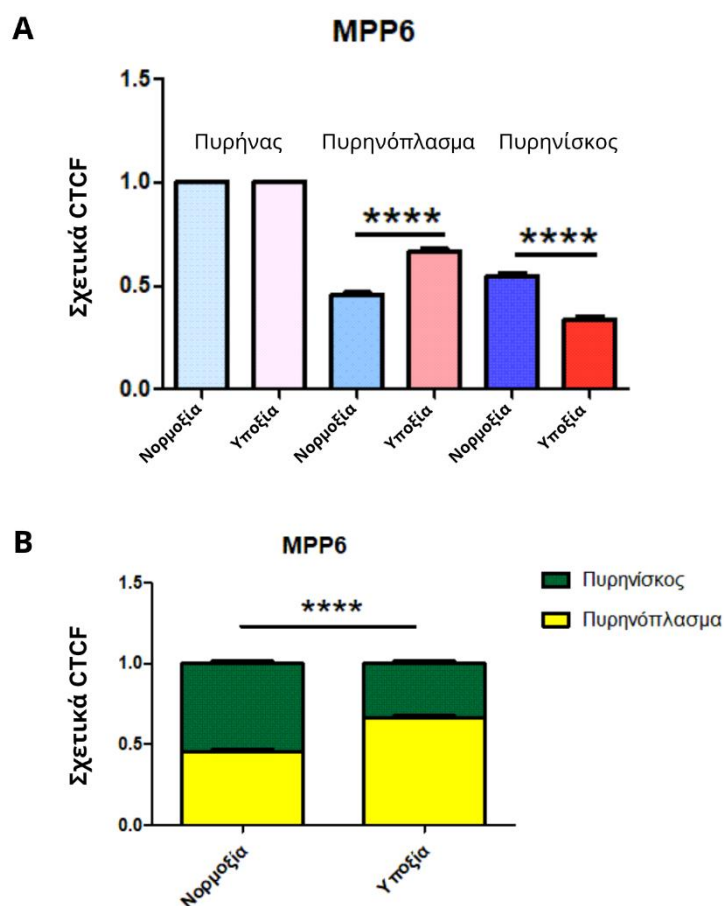 A
MPP6
Σχετικά CTCF
1.5
1.0
0.5
0.0
Πυρήνας Πυρηνόπλασμα Πυρηνίσκος
**** ****
Νορμοξία Υποξία Νορμοξία Υποξία Νορμοξία Υποξία
B
MPP6
Σχετικά CTCF
1.5
1.0
0.5
0.0
****
Νορμοξία Υποξία
Πυρηνίσκος
Πυρηνόπλασμα